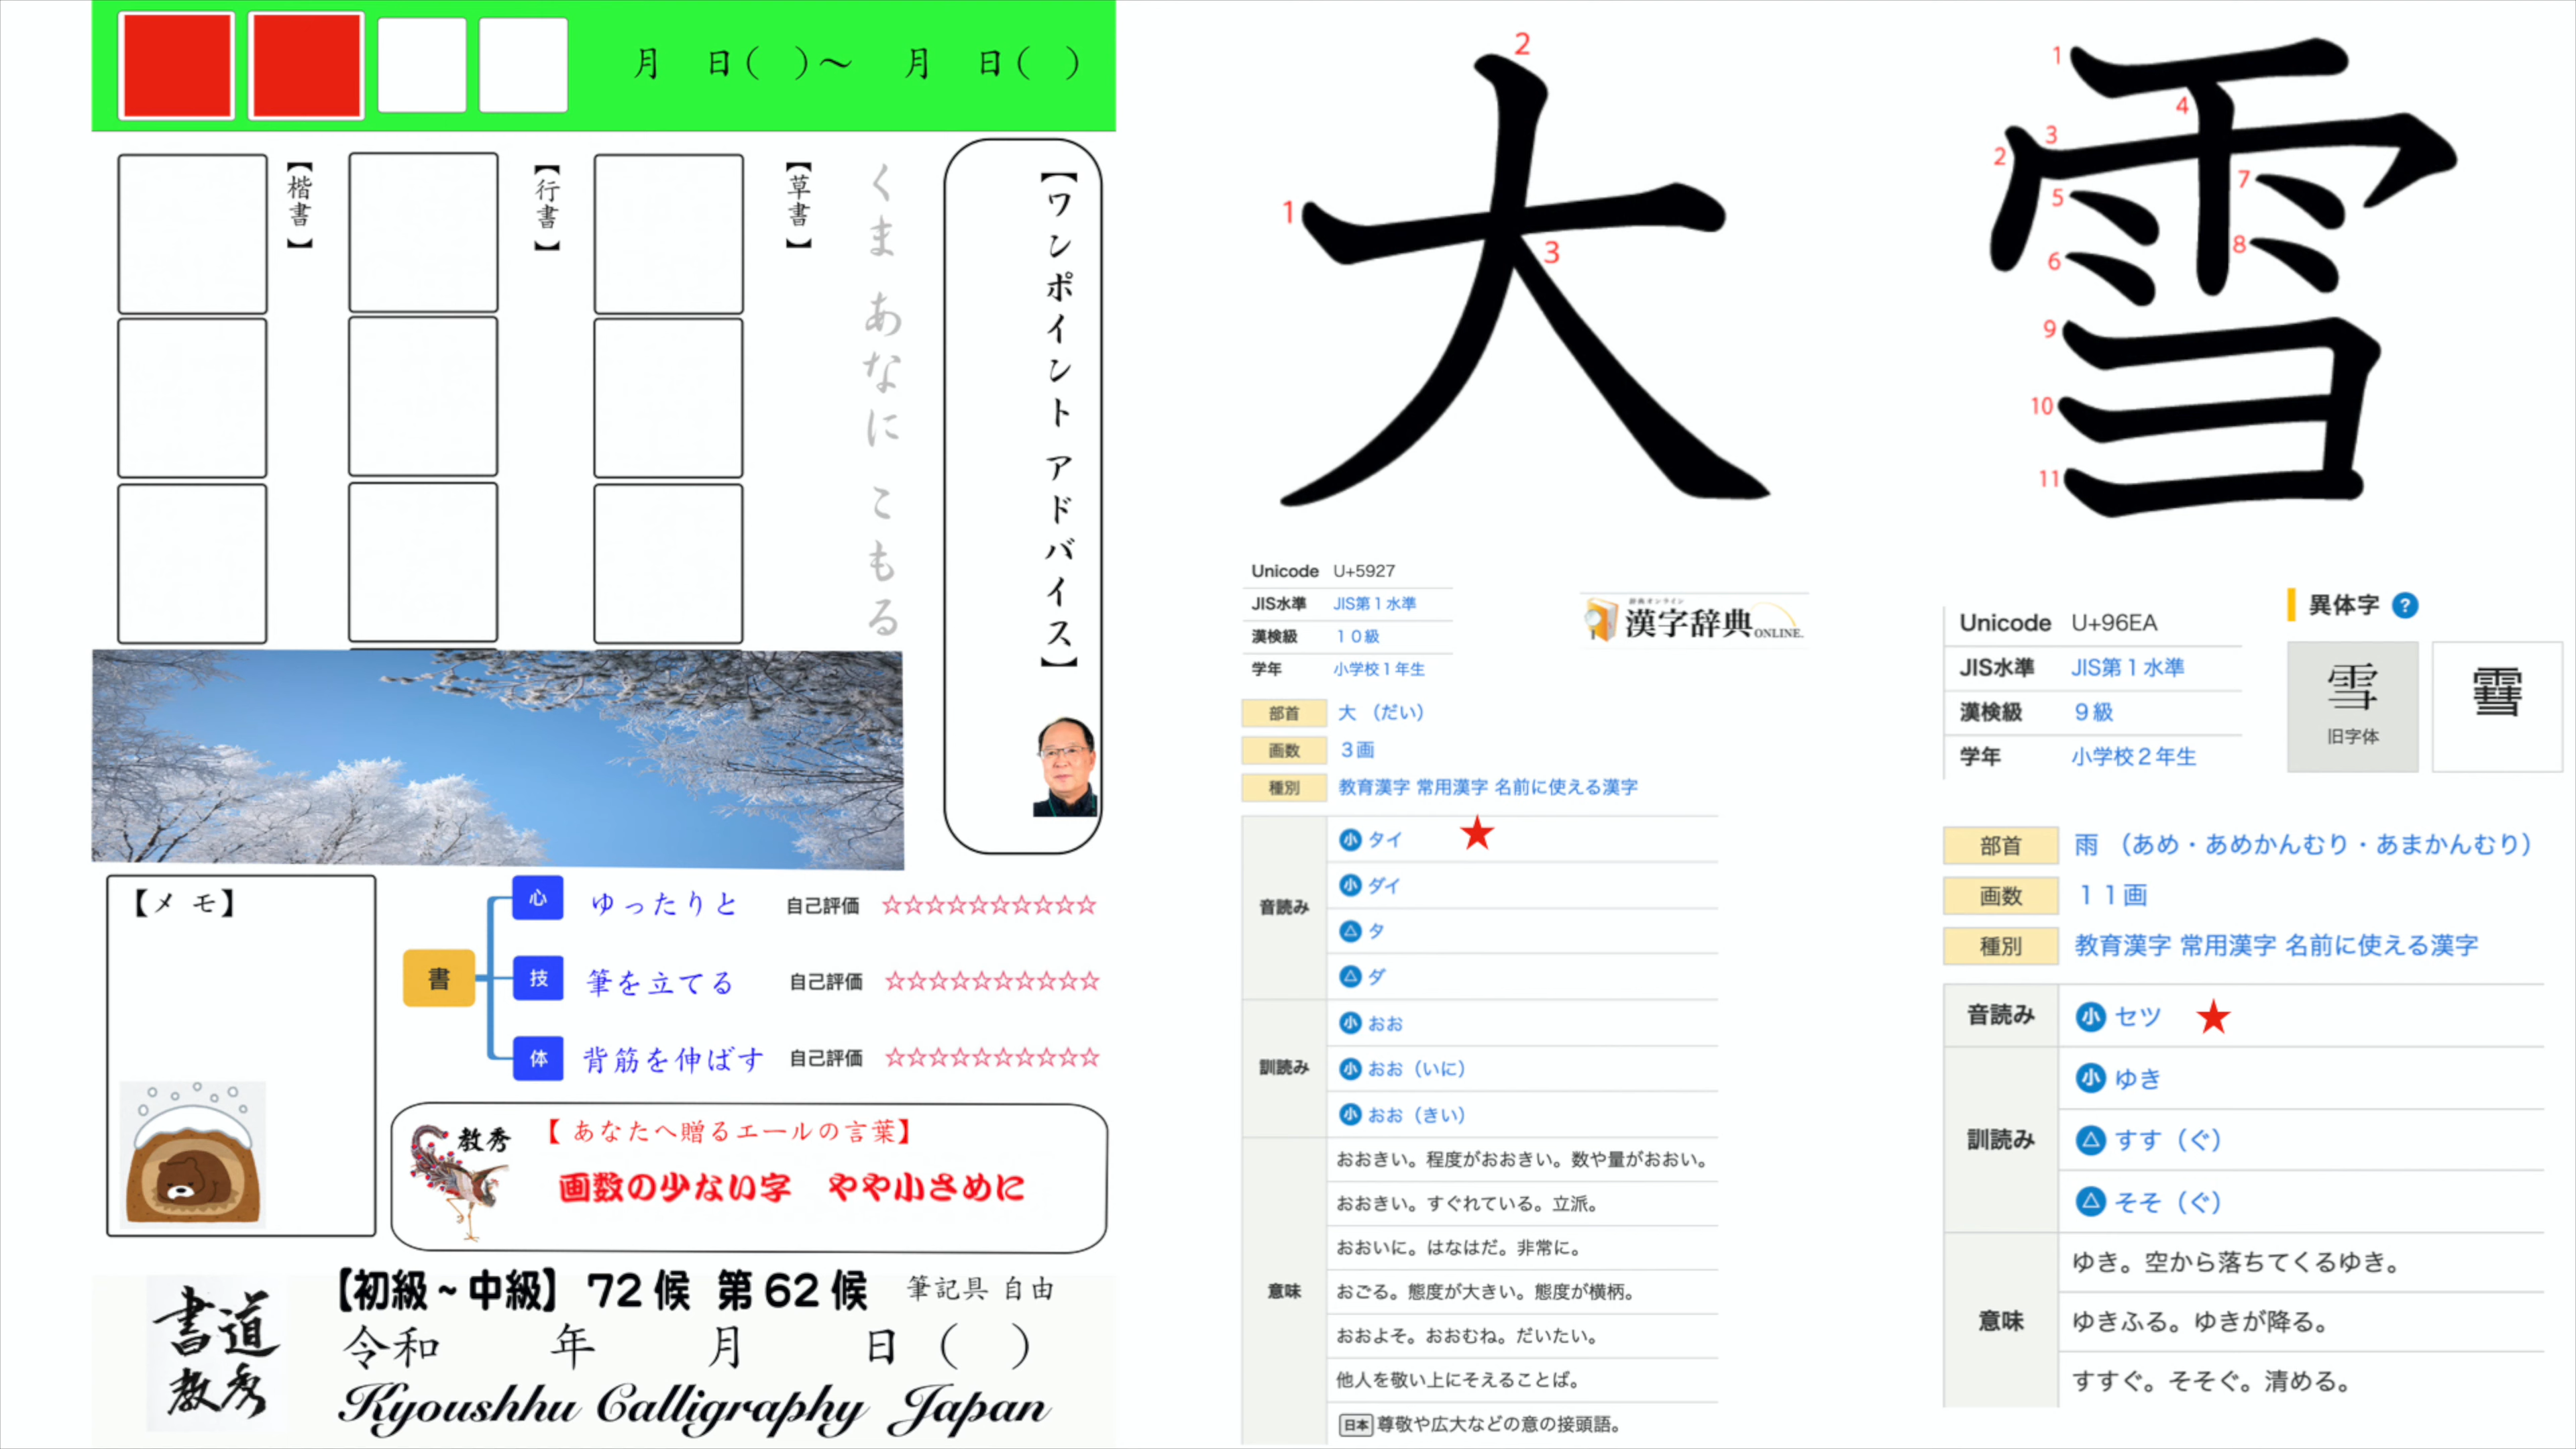 月 日( )～ 月 日( )
【ワンポイント アドバイス】
くま あなに こもる
【草書】
【行書】
【楷書】
【メ モ】
書
心 ゆったりと 自己評価 ☆☆☆☆☆☆☆☆☆☆
技 筆を立てる 自己評価 ☆☆☆☆☆☆☆☆☆☆
体 背筋を伸ばす 自己評価 ☆☆☆☆☆☆☆☆☆☆
教秀
【 あなたへ贈るエールの言葉】
画数の少ない字 やや小さめに
書道
教秀
【初級~中級】 72候 第62候 筆記具 自由
令和 年 月 日 ( )
Kyoushhu Calligraphy Japan
大
1
2
3
Unicode U+5927
JIS水準 JIS第1水準
漢検級 10級
学年 小学校1年生
辞典オンライン
漢字辞典ONLINE.
部首 大 （だい）
画数 3画
種別 教育漢字 常用漢字 名前に使える漢字
音読み
小 タイ ★
小 ダイ
△ タ
△ ダ
訓読み
小 おお
小 おお（いに）
小 おお（きい）
意味
おおきい。程度がおおきい。数や量がおおい。
おおきい。すぐれている。立派。
おおいに。はなはだ。非常に。
おごる。態度が大きい。態度が横柄。
おおよそ。おおむね。だいたい。
他人を敬い上にそえることば。
日本 尊敬や広大などの意の接頭語。
雪
1
2
3
4
5
6
7
8
9
10
11
Unicode U+96EA
JIS水準 JIS第1水準
漢検級 9級
学年 小学校2年生
異体字 ?
雪
旧字体
部首 雨 （あめ・あめかんむり・あまかんむり）
画数 11画
種別 教育漢字 常用漢字 名前に使える漢字
音読み
小 セツ ★
訓読み
小 ゆき
△ すす（ぐ）
△ そそ（ぐ）
意味
ゆき。空から落ちてくるゆき。
ゆきふる。ゆきが降る。
すすぐ。そそぐ。清める。